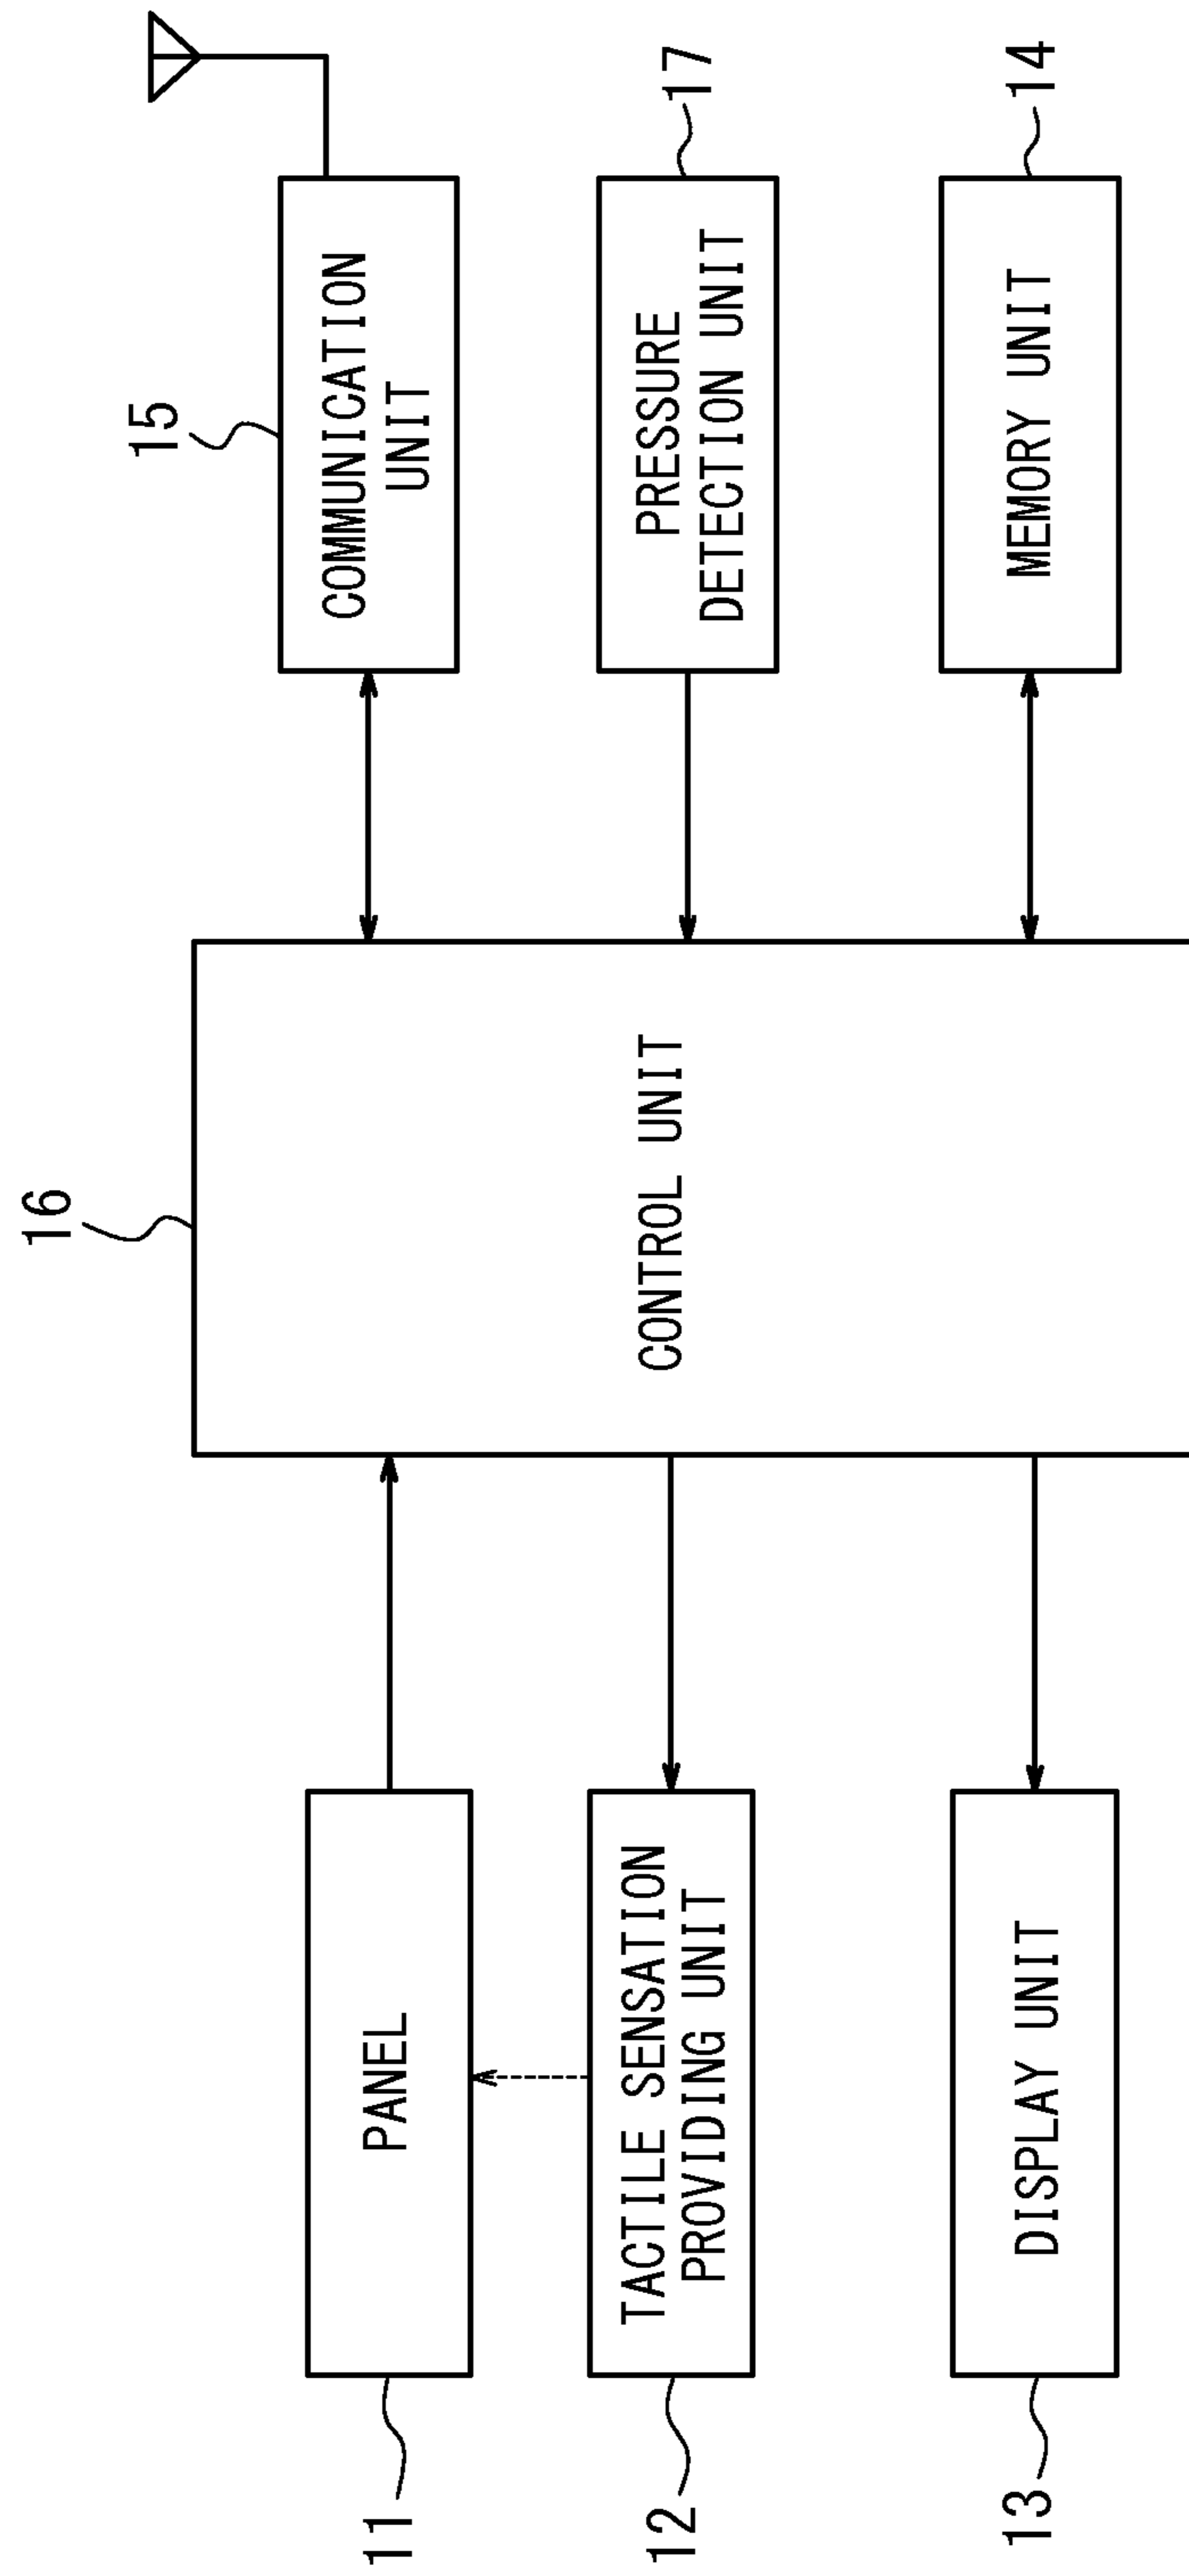 16
15
11
PANEL
CONTROL UNIT
COMMUNICATION
UNIT
12
TACTILE SENSATION
PROVIDING UNIT
PRESSURE
DETECTION UNIT
17
13
DISPLAY UNIT
MEMORY UNIT
14